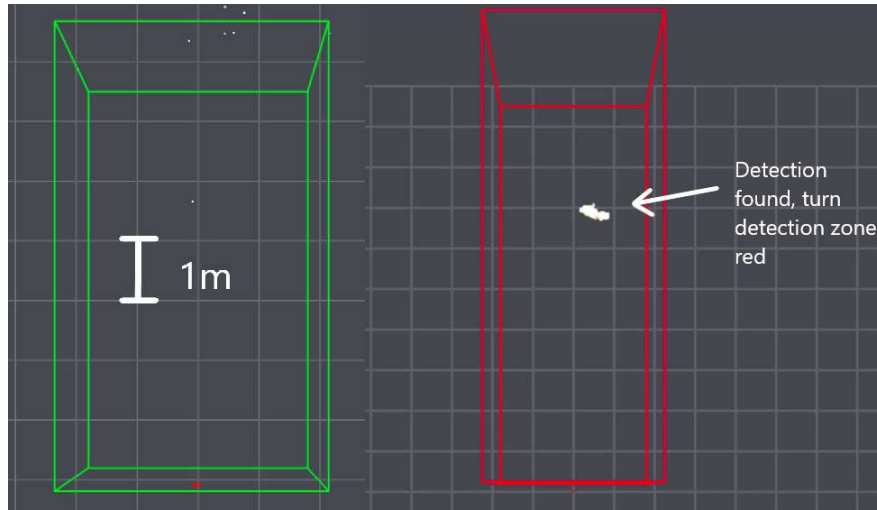 1m
Detection
found, turn
detection zone
red